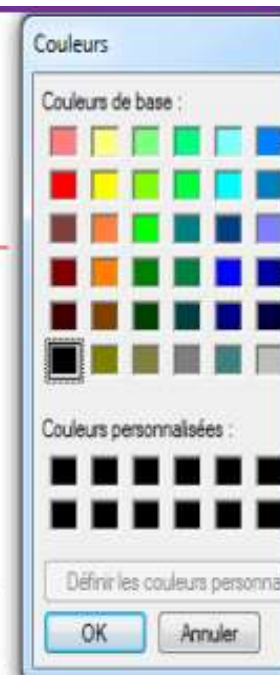 Couleurs
Couleurs de base :
Couleurs personnalisées :
Définir les couleurs personna
OK
Annuler